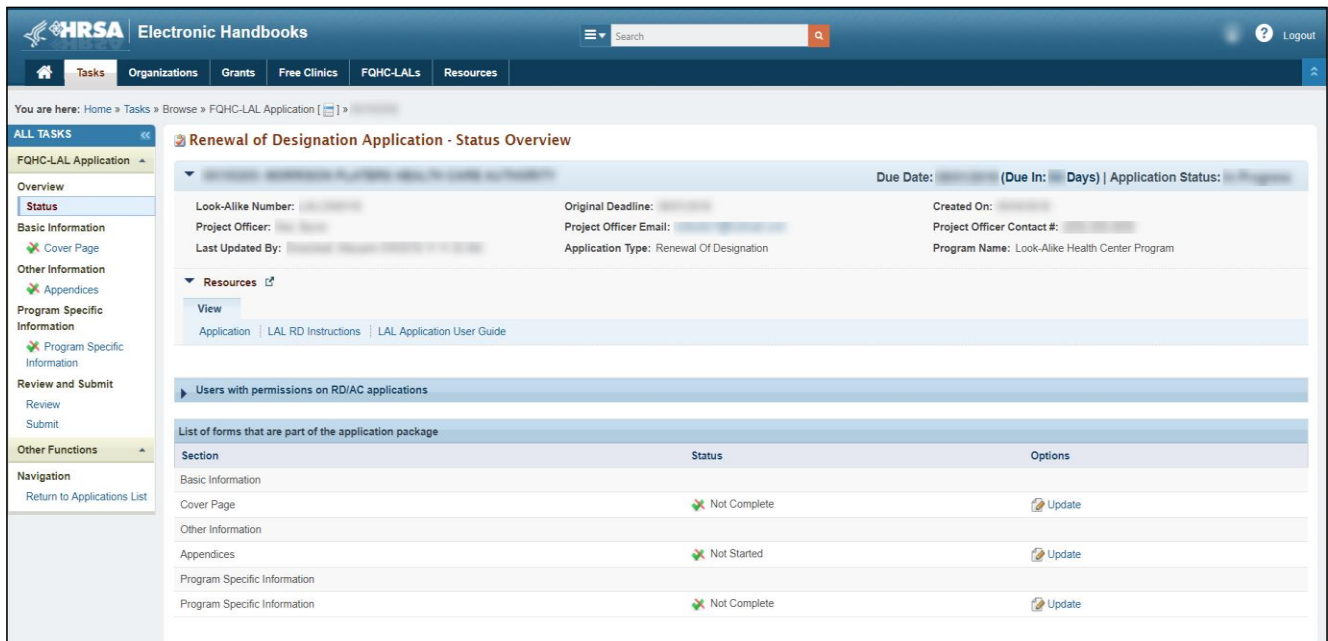 HRSA Electronic Handbooks
Search
? Logout
Tasks Organizations Grants Free Clinics FQHC-LALs Resources
You are here: Home » Tasks » Browse » FQHC-LAL Application [ ] »
ALL TASKS «
FQHC-LAL Application
Overview
Status
Basic Information
Cover Page
Other Information
Appendices
Program Specific
Information
Program Specific
Information
Review and Submit
Review
Submit
Other Functions
Navigation
Return to Applications List
Renewal of Designation Application - Status Overview
Due Date: (Due In: Days) | Application Status:
Look-Alike Number: Original Deadline: Created On:
Project Officer: Project Officer Email: Project Officer Contact #:
Last Updated By: Application Type: Renewal Of Designation Program Name: Look-Alike Health Center Program
Resources
View
Application LAL RD Instructions LAL Application User Guide
Users with permissions on RD/AC applications
List of forms that are part of the application package
Section Status Options
Basic Information
Cover Page Not Complete Update
Other Information
Appendices Not Started Update
Program Specific Information
Program Specific Information Not Complete Update